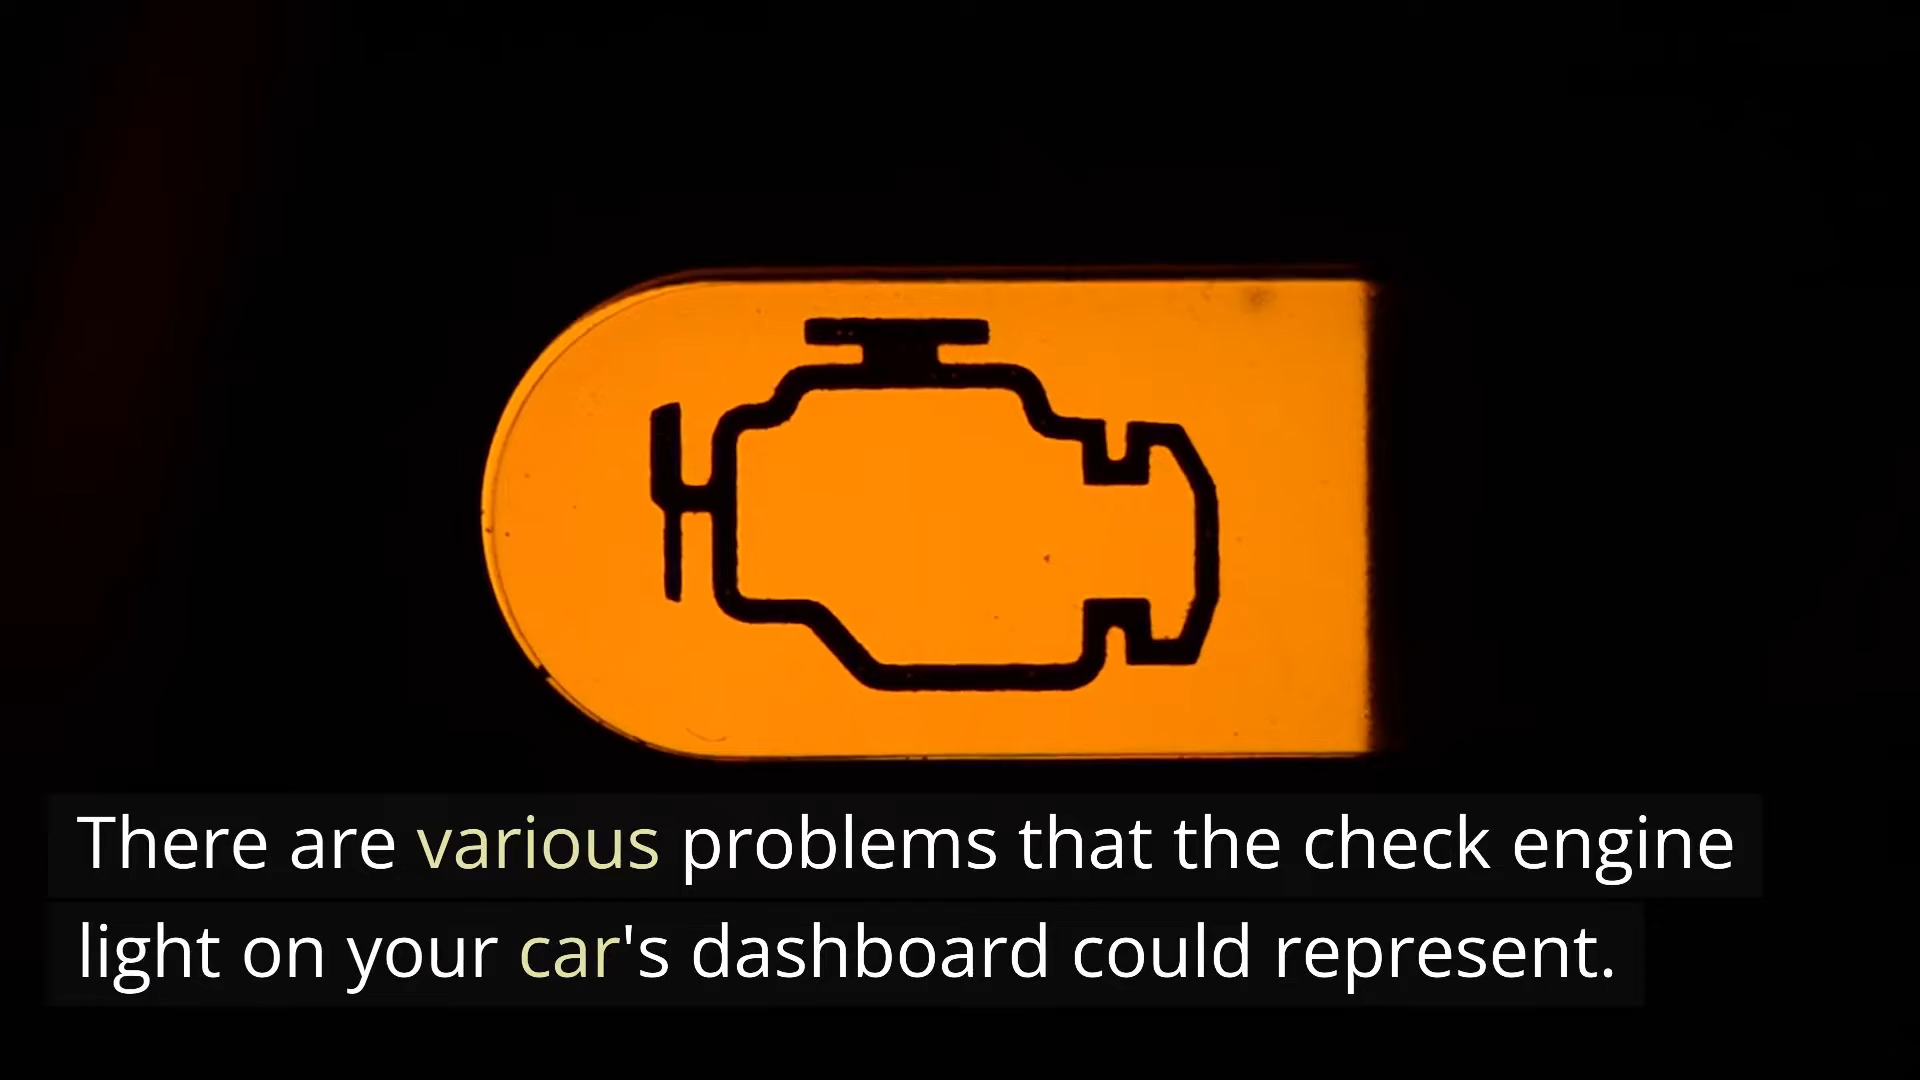 There are various problems that the check engine
light on your car's dashboard could represent.